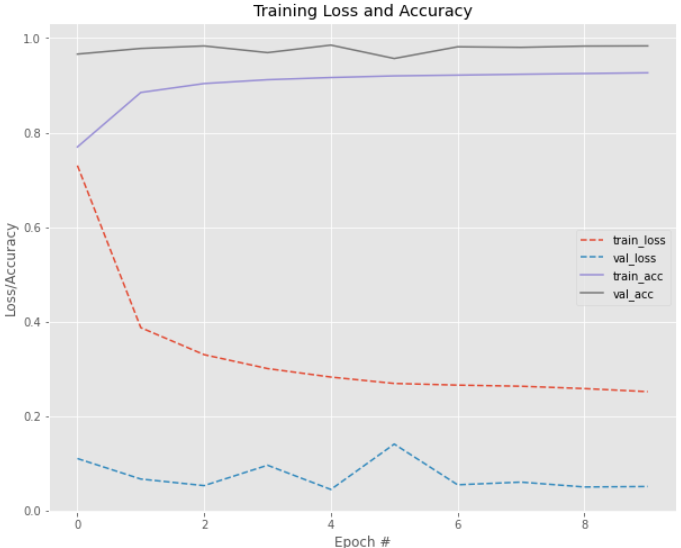 Training Loss and Accuracy
1.0
0.8
0.6
0.4
0.2
0.0
Loss/Accuracy
train_loss
val_loss
train_acc
val_acc
0 2 4 6 8
Epoch #